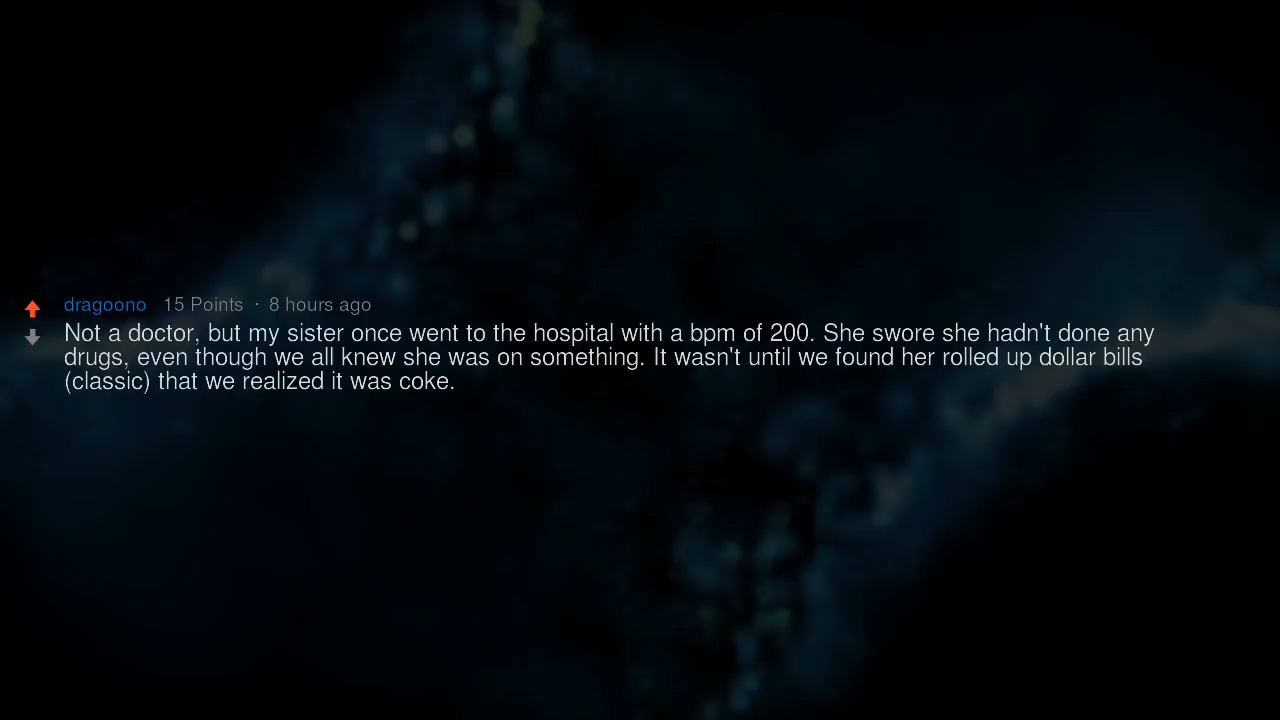 dragoono 15 Points · 8 hours ago
Not a doctor, but my sister once went to the hospital with a bpm of 200. She swore she hadn't done any
drugs, even though we all knew she was on something. It wasn't until we found her rolled up dollar bills
(classic) that we realized it was coke.